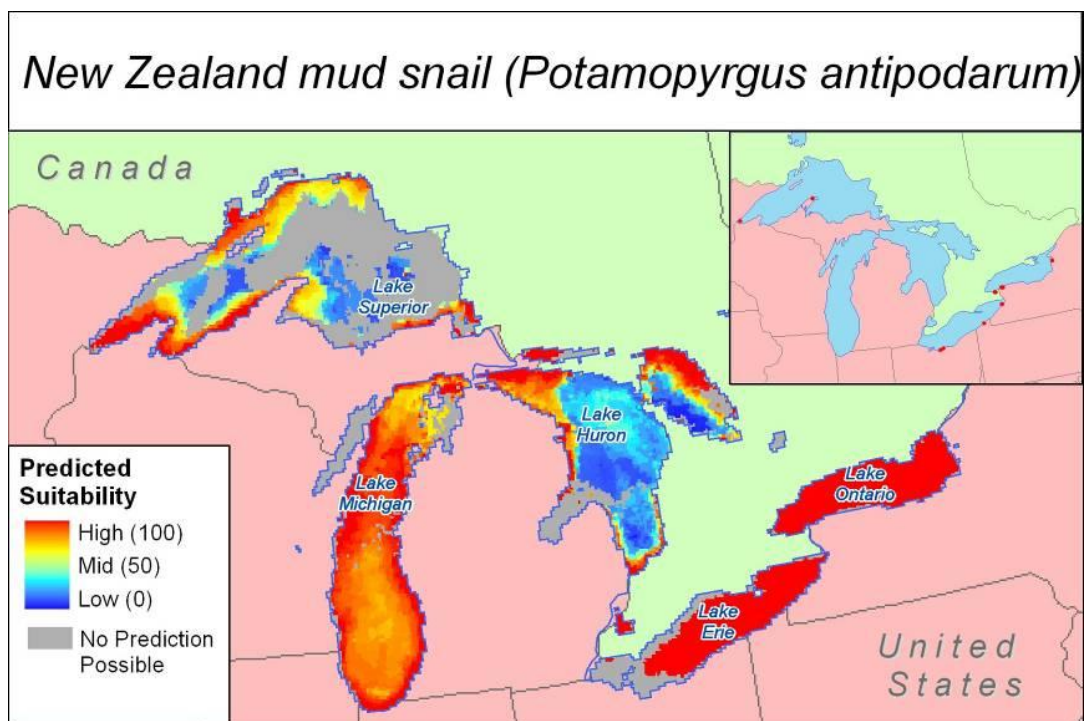 New Zealand mud snail (Potamopyrgus antipodarum)
Canada
Lake
Superior
Lake
Huron
Lake
Michigan
Lake
Ontario
Lake
Erie
United
States
Predicted
Suitability
High (100)
Mid (50)
Low (0)
No Prediction
Possible